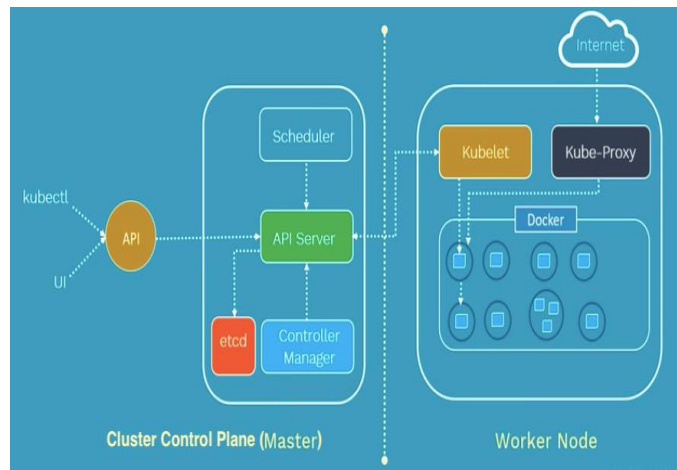 Internet
Scheduler
Kubelet
Kube-Proxy
kubectl
API
API Server
Docker
UI
etcd
Controller
Manager
Cluster Control Plane (Master)
Worker Node